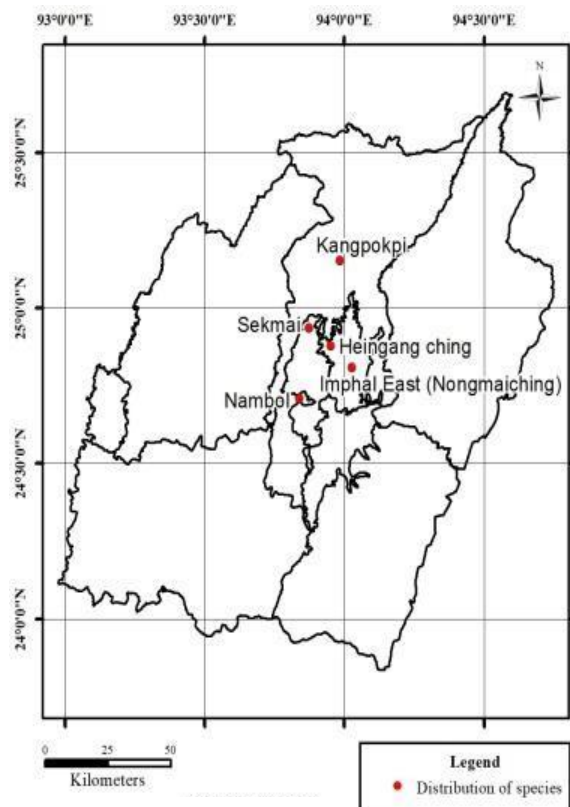 93°0'0"E 93°30'0"E 94°0'0"E 94°30'0"E
N
25°30'0"N
Kangpokpi
25°0'0"N
Sekmai
Heingang ching
Imphal East (Nongmaiching)
Nambol
24°30'0"N
24°0'0"N
0 25 50
Kilometers
Legend
Distribution of species